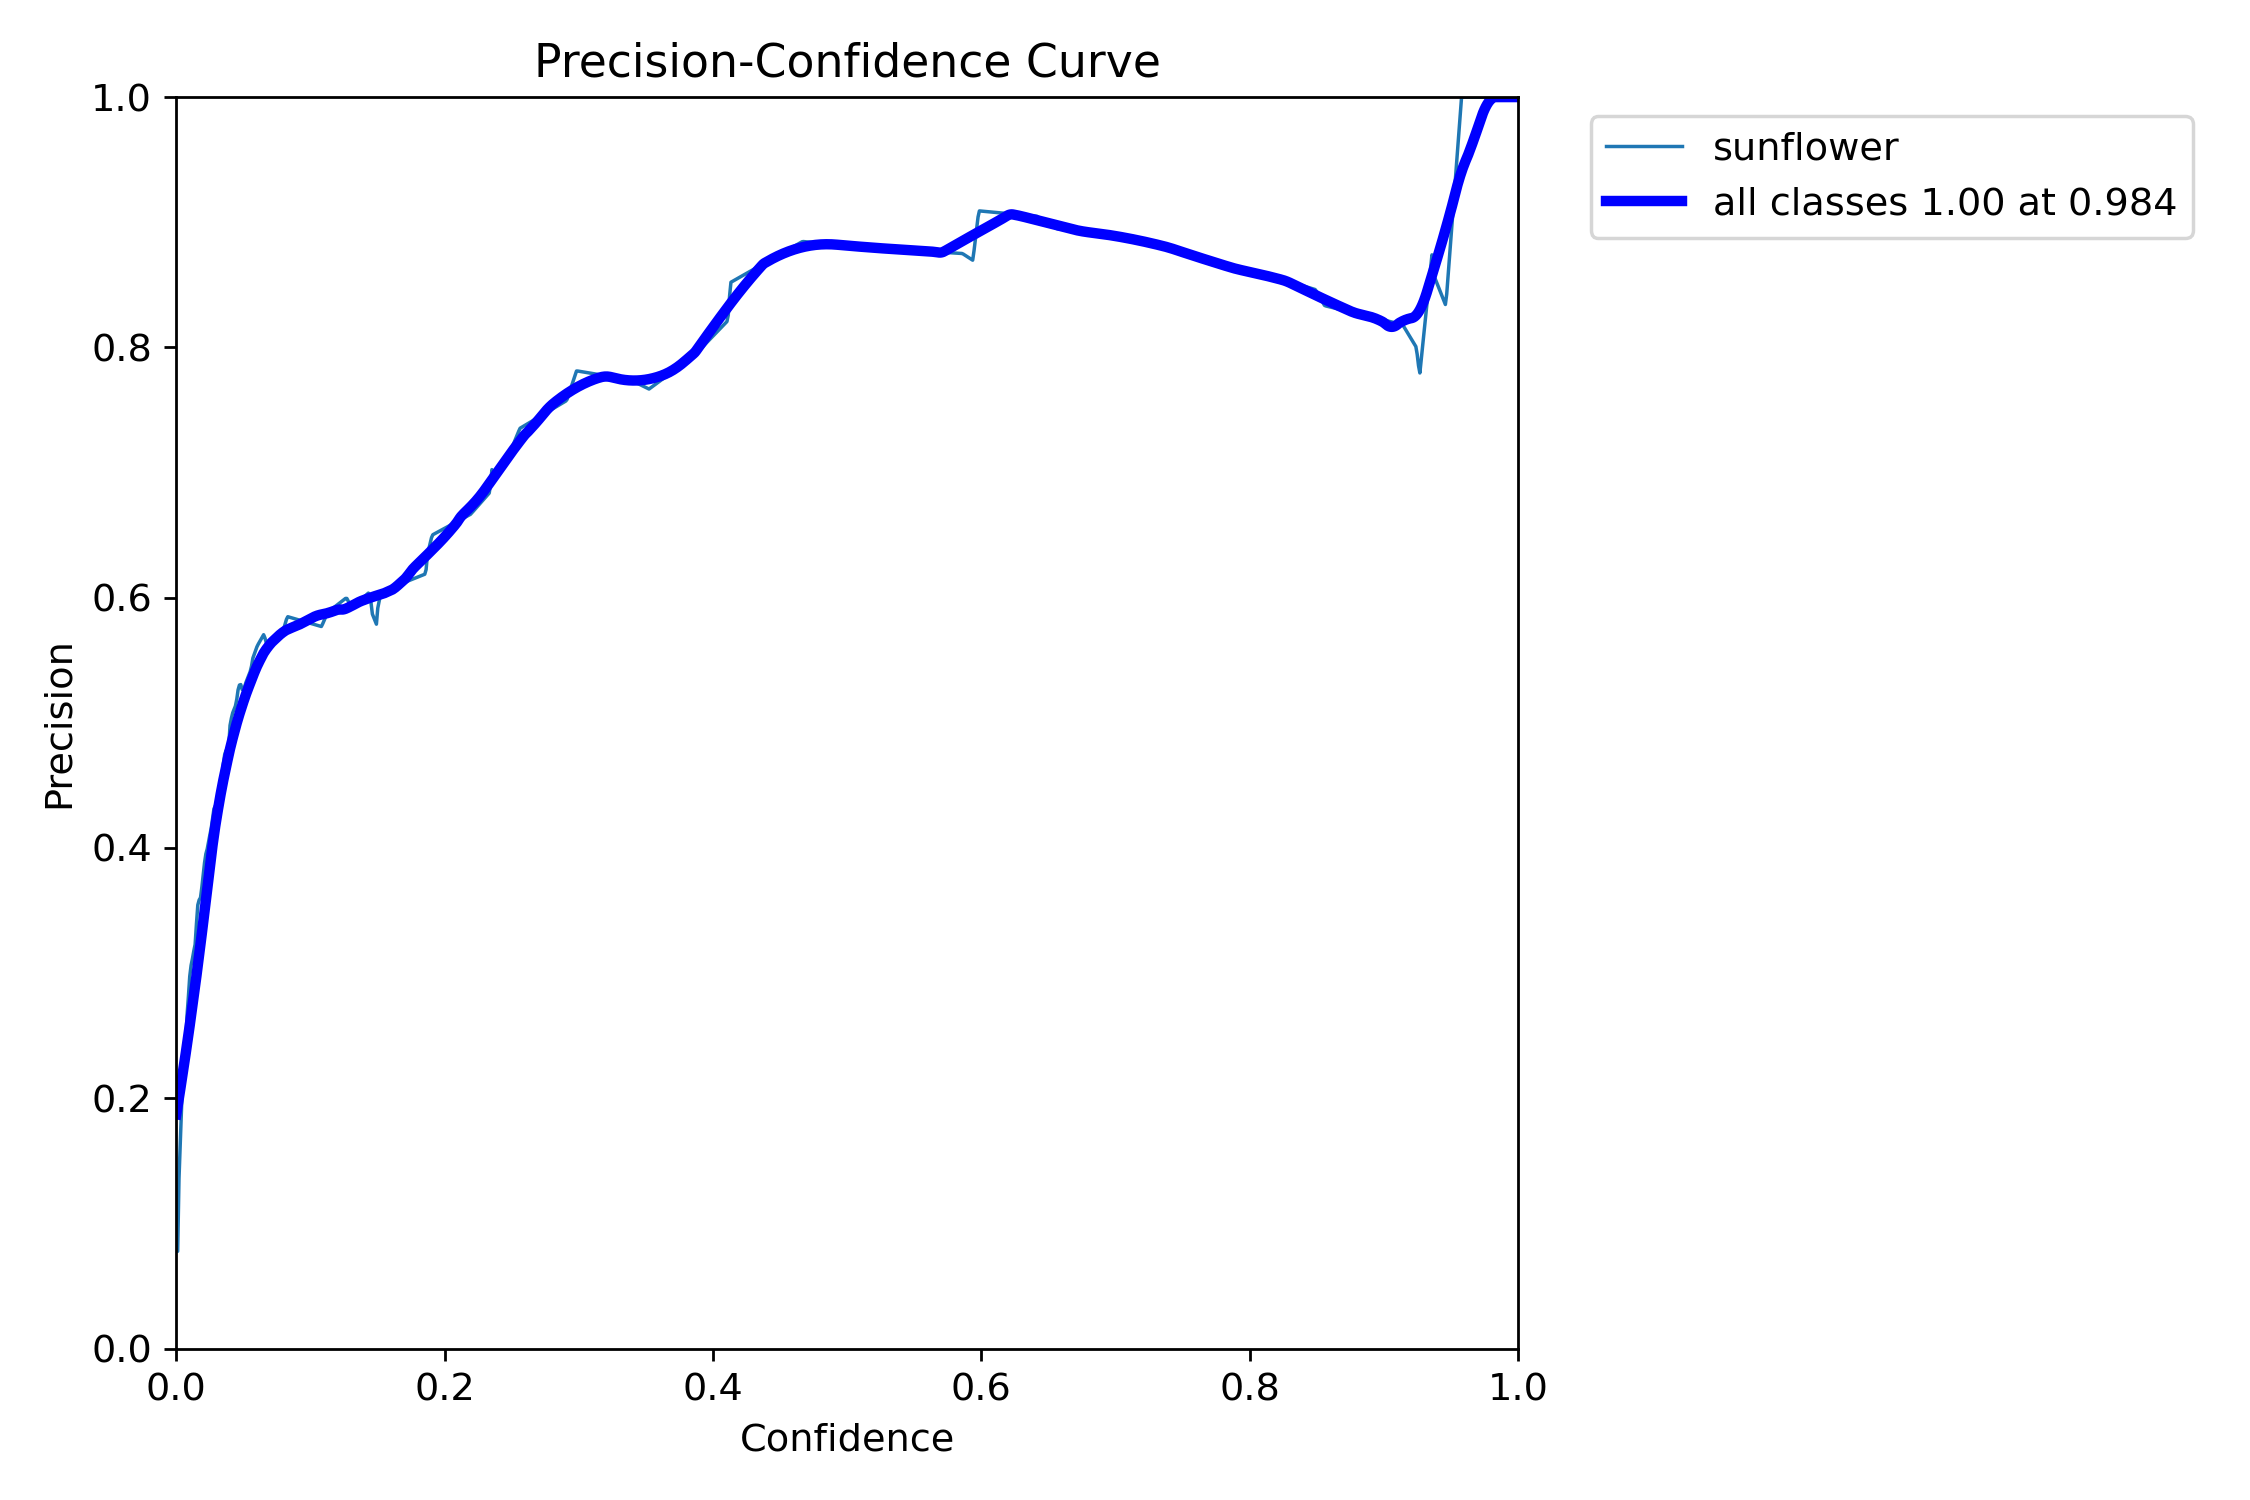 Precision-Confidence Curve
1.0
0.8
0.6
0.4
0.2
0.0
Precision
0.0 0.2 0.4 0.6 0.8 1.0
Confidence
sunflower
all classes 1.00 at 0.984